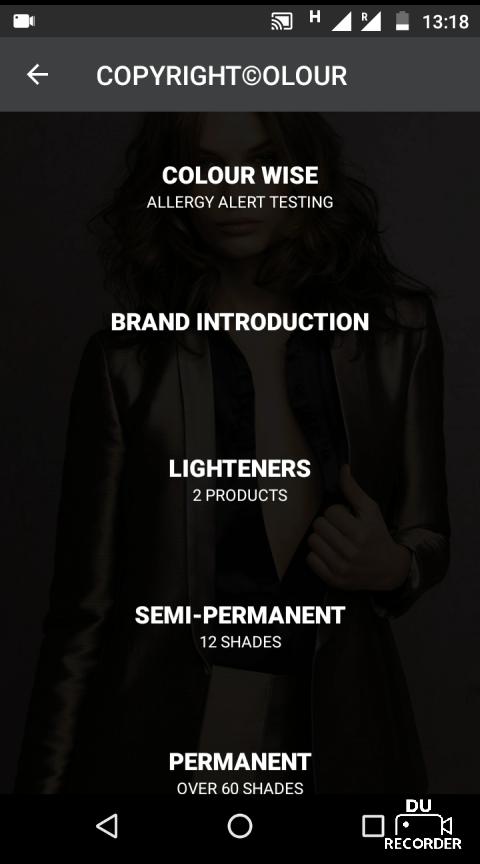 H R 13:18
COPYRIGHT©OLOUR
COLOUR WISE
ALLERGY ALERT TESTING
BRAND INTRODUCTION
LIGHTENERS
2 PRODUCTS
SEMI-PERMANENT
12 SHADES
PERMANENT
OVER 60 SHADES
DU
RECORDER